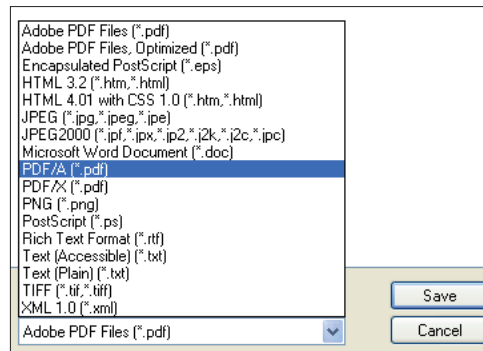 Adobe PDF Files (*.pdf)
Adobe PDF Files, Optimized (*.pdf)
Encapsulated PostScript (*.eps)
HTML 3.2 (*.htm,*.html)
HTML 4.01 with CSS 1.0 (*.htm,*.html)
JPEG (*.jpg,*.jpeg,*.jpe)
JPEG2000 (*.jpf,*.jpx,*.jp2,*.j2k,*.j2c,*.jpc)
Microsoft Word Document (*.doc)
PDF/A (*.pdf)
PDF/X (*.pdf)
PNG (*.png)
PostScript (*.ps)
Rich Text Format (*.rtf)
Text (Accessible) (*.txt)
Text (Plain) (*.txt)
TIFF (*.tif,*.tiff)
XML 1.0 (*.xml)
Save
Adobe PDF Files (*.pdf)
Cancel